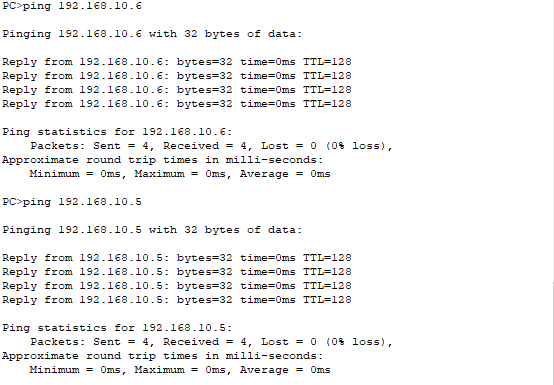 PC>ping 192.168.10.6
Pinging 192.168.10.6 with 32 bytes of data:
Reply from 192.168.10.6: bytes=32 time=0ms TTL=128
Reply from 192.168.10.6: bytes=32 time=0ms TTL=128
Reply from 192.168.10.6: bytes=32 time=0ms TTL=128
Reply from 192.168.10.6: bytes=32 time=0ms TTL=128
Ping statistics for 192.168.10.6:
Packets: Sent = 4, Received = 4, Lost = 0 (0% loss),
Approximate round trip times in milli-seconds:
Minimum = 0ms, Maximum = 0ms, Average = 0ms
PC>ping 192.168.10.5
Pinging 192.168.10.5 with 32 bytes of data:
Reply from 192.168.10.5: bytes=32 time=0ms TTL=128
Reply from 192.168.10.5: bytes=32 time=0ms TTL=128
Reply from 192.168.10.5: bytes=32 time=0ms TTL=128
Reply from 192.168.10.5: bytes=32 time=0ms TTL=128
Ping statistics for 192.168.10.5:
Packets: Sent = 4, Received = 4, Lost = 0 (0% loss),
Approximate round trip times in milli-seconds:
Minimum = 0ms, Maximum = 0ms, Average = 0ms